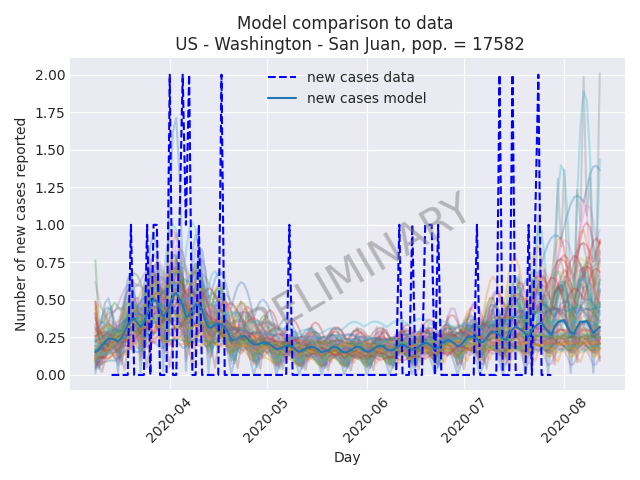 Model comparison to data
US - Washington - San Juan, pop. = 17582
new cases data
new cases model
Number of new cases reported
2.00
1.75
1.50
1.25
1.00
0.75
0.50
0.25
0.00
PRELIMINARY
2020-04
2020-05
2020-06
2020-07
2020-08
Day